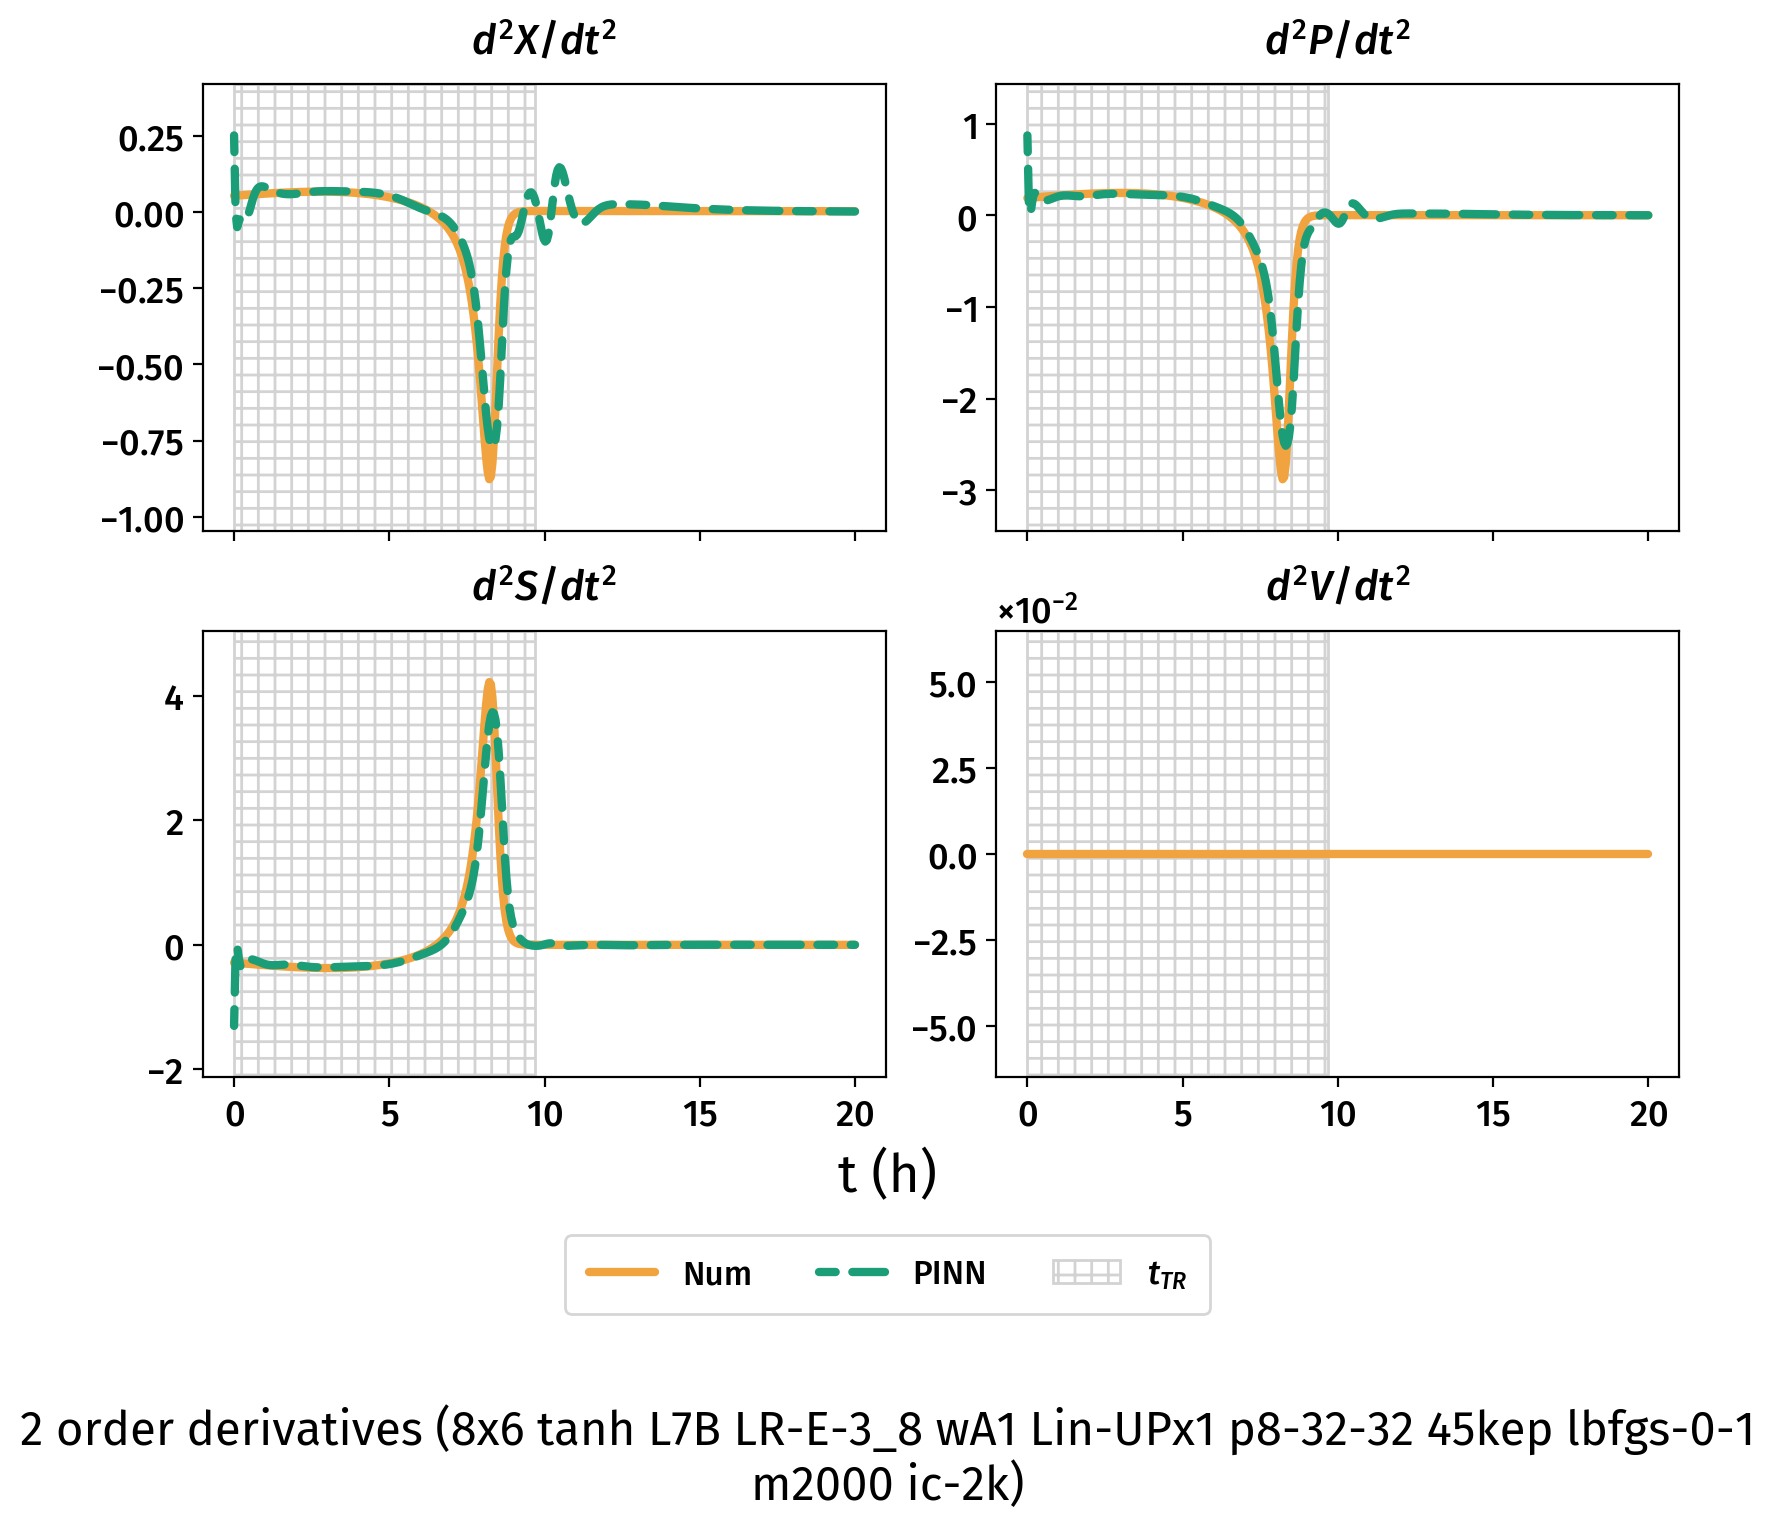 d²X/dt²
d²P/dt²
0.25
0.00
−0.25
−0.50
−0.75
−1.00
1
0
−1
−2
−3
d²S/dt²
d²V/dt²
×10⁻²
4
2
0
−2
5.0
2.5
0.0
−2.5
−5.0
0 5 10 15 20
0 5 10 15 20
t (h)
Num PINN t_TR
2 order derivatives (8x6 tanh L7B LR-E-3_8 wA1 Lin-UPx1 p8-32-32 45kep lbfgs-0-1
m2000 ic-2k)